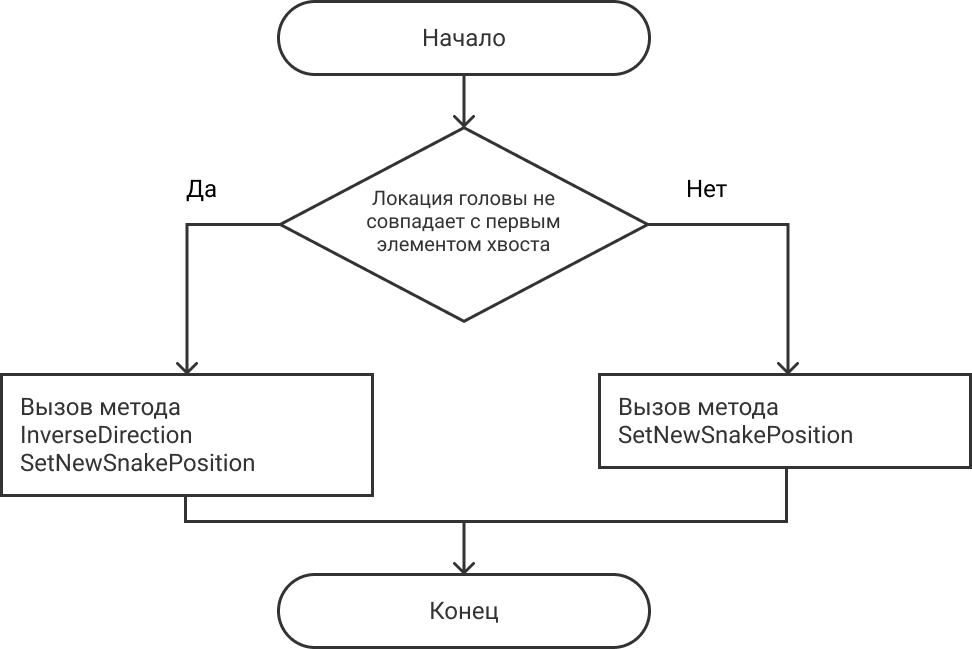 Начало
Да
Нет
Локация головы не
совпадает с первым
элементом хвоста
Вызов метода
InverseDirection
SetNewSnakePosition
Вызов метода
SetNewSnakePosition
Конец